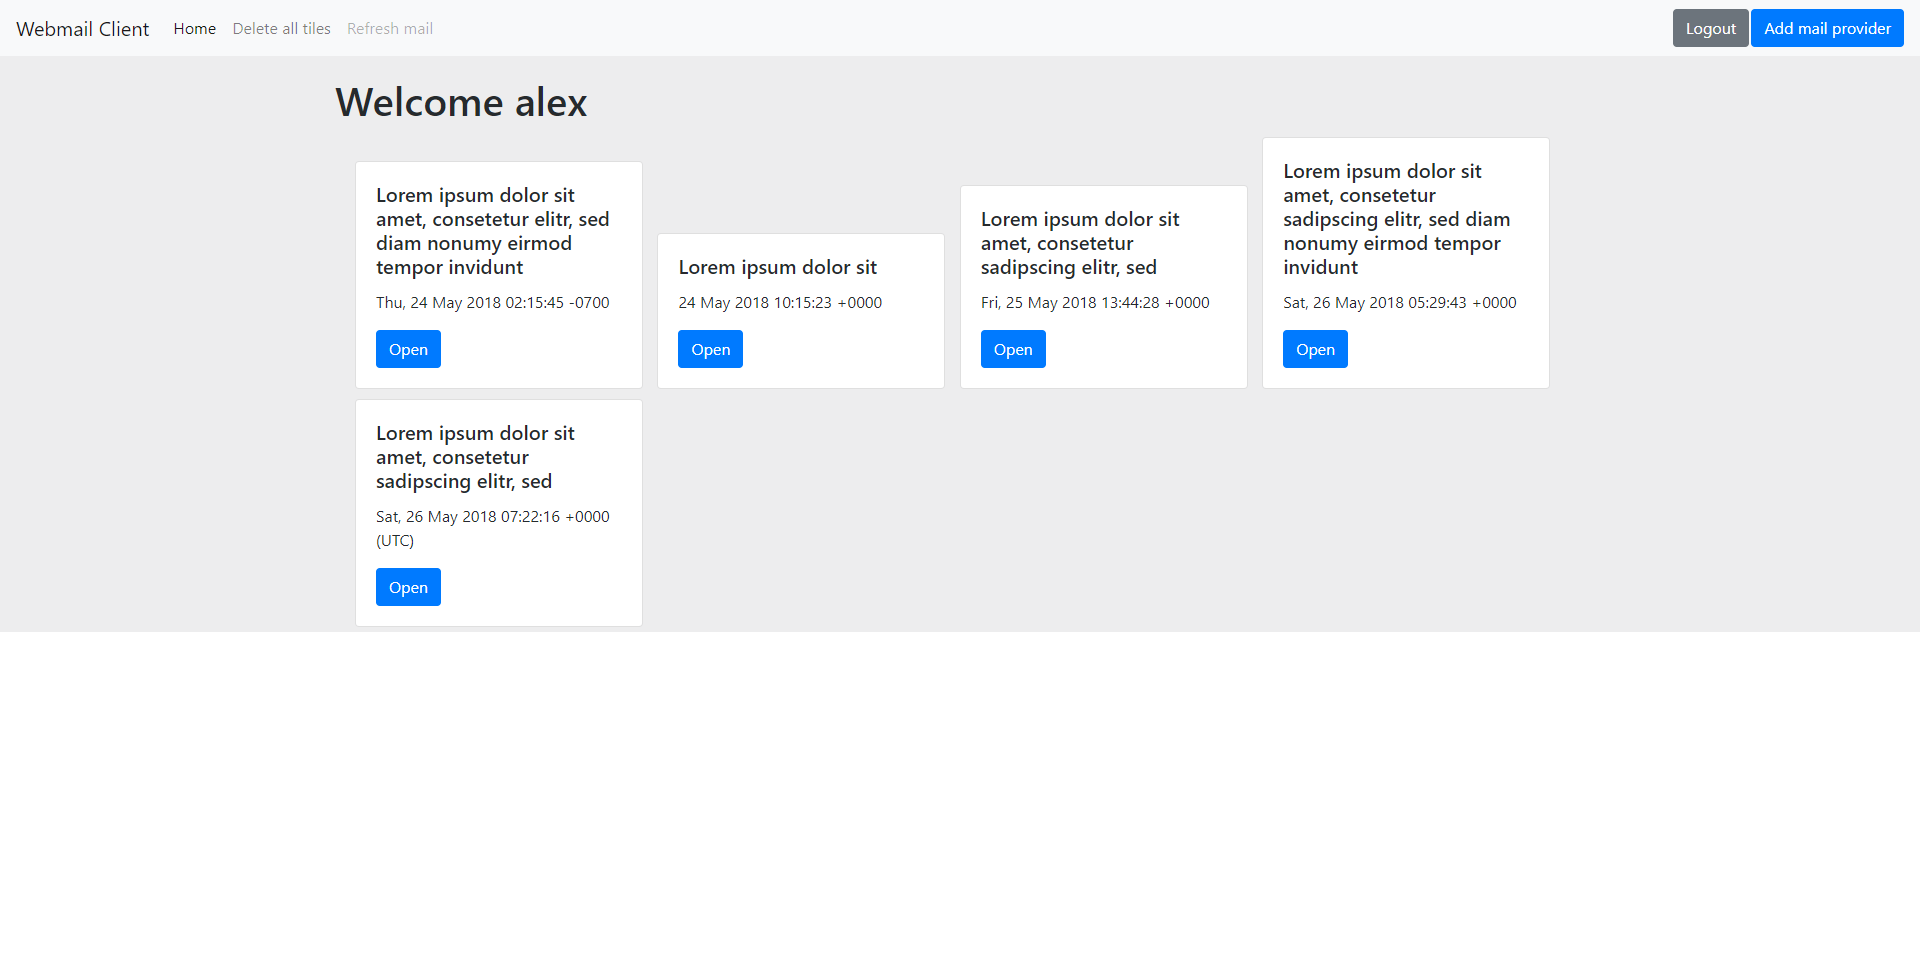 Webmail Client Home Delete all tiles Refresh mail Logout Add mail provider
Welcome alex
Lorem ipsum dolor sit
amet, consetetur elitr, sed
diam nonumy eirmod
tempor invidunt
Thu, 24 May 2018 02:15:45 -0700
Open
Lorem ipsum dolor sit
24 May 2018 10:15:23 +0000
Open
Lorem ipsum dolor sit
amet, consetetur
sadipscing elitr, sed
Fri, 25 May 2018 13:44:28 +0000
Open
Lorem ipsum dolor sit
amet, consetetur
sadipscing elitr, sed diam
nonumy eirmod tempor
invidunt
Sat, 26 May 2018 05:29:43 +0000
Open
Lorem ipsum dolor sit
amet, consetetur
sadipscing elitr, sed
Sat, 26 May 2018 07:22:16 +0000
(UTC)
Open